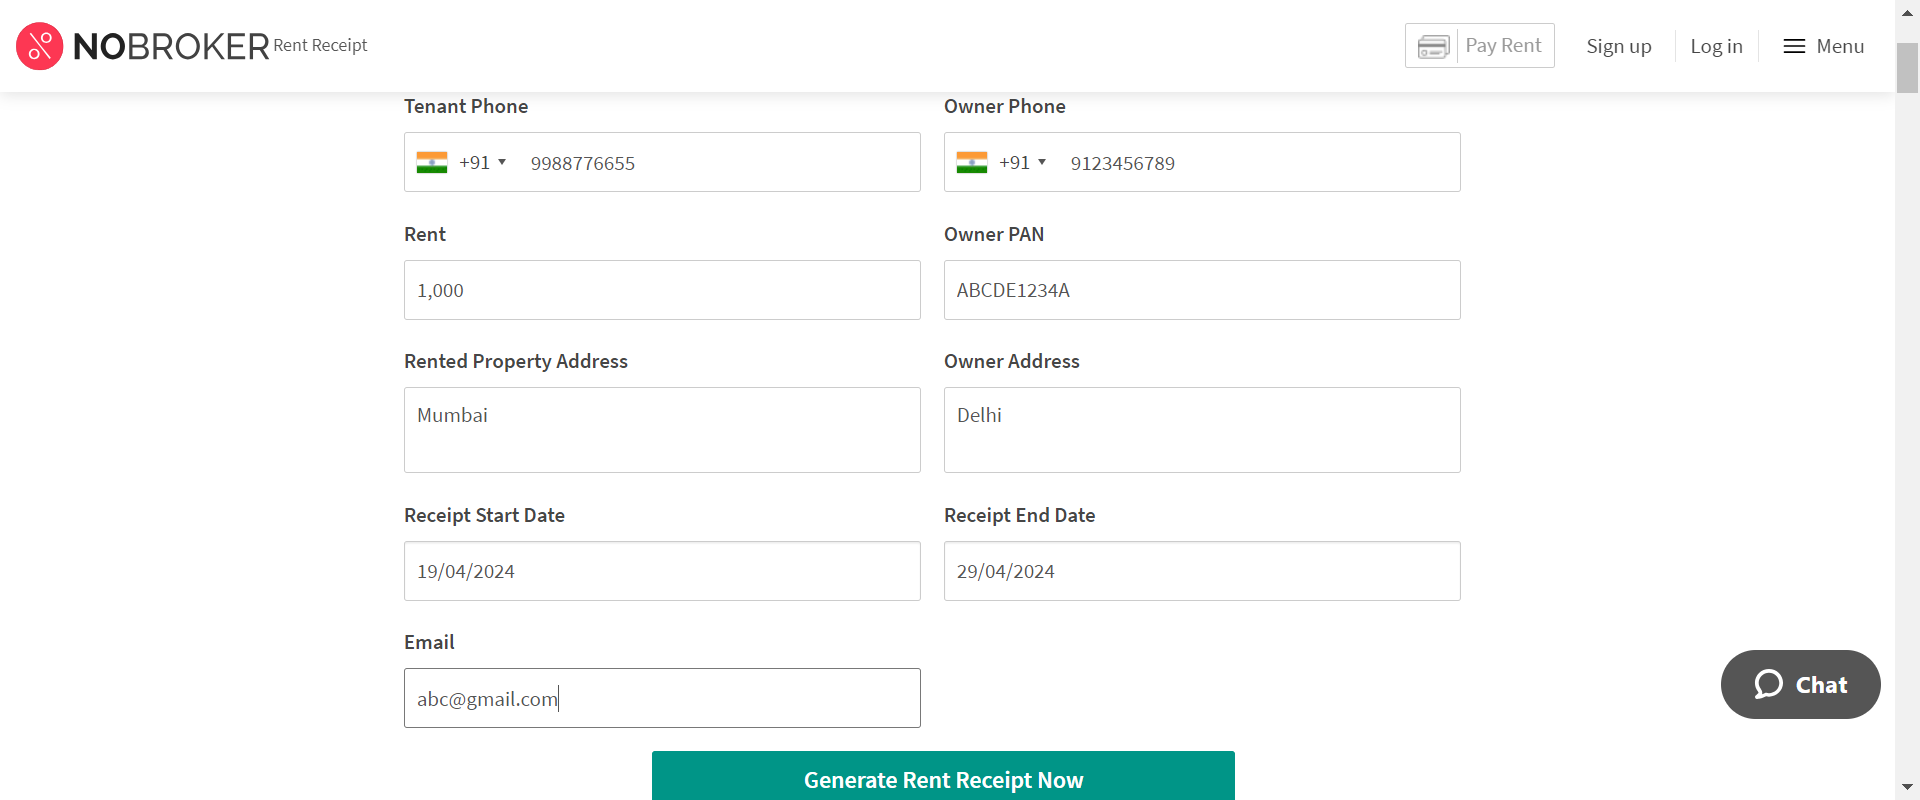 NOBROKER Rent Receipt
Pay Rent
Sign up
Log in
Menu
Tenant Phone
Owner Phone
+91 9988776655
+91 9123456789
Rent
Owner PAN
1,000
ABCDE1234A
Rented Property Address
Owner Address
Mumbai
Delhi
Receipt Start Date
Receipt End Date
19/04/2024
29/04/2024
Email
abc@gmail.com
Chat
Generate Rent Receipt Now